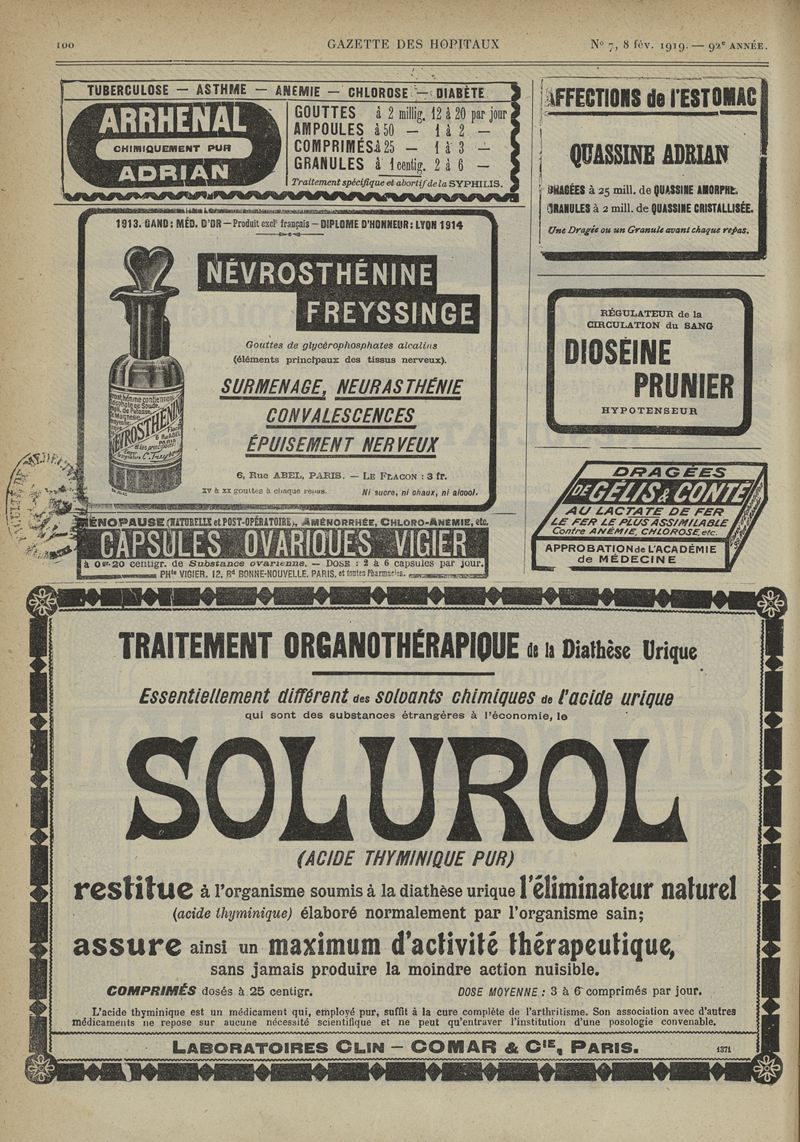 100
GAZETTE DES HOPITAUX
N° 7, 8 fév. 1919. — 92e ANNÉE.
TUBERCULOSE — ASTHME — ANEMIE — CHLOROSE — DIABÈTE
ARRHENAL
CHIMIQUEMENT PUR
ADRIAN
GOUTTES à 2 millig. 12 à 20 par jour
AMPOULES à 50 — 1 à 2 —
COMPRIMÉS à 25 — 1 à 3 —
GRANULES à 1 centig. 2 à 6 —
Traitement spécifique et abortif de la SYPHILIS.
AFFECTIONS de l'ESTOMAC
QUASSINE ADRIAN
DRAGÉES à 25 mill. de QUASSINE AMORPHE.
GRANULES à 2 mill. de QUASSINE CRISTALLISÉE.
Une Dragée ou un Granule avant chaque repas.
1913. GAND: MÉD. D'OR — Produit exclt français — DIPLOME D'HONNEUR: LYON 1914
NÉVROSTHÉNINE
FREYSSINGE
Gouttes de glycérophosphates alcalins
(éléments principaux des tissus nerveux).
SURMENAGE, NEURASTHÉNIE
CONVALESCENCES
ÉPUISEMENT NERVEUX
6, Rue ABEL, PARIS. — LE FLACON : 3 fr.
XV à XX gouttes à chaque repas. Ni sucre, ni chaux, ni alcool.
NÉVROSTHÉNINE
RÉGULATEUR de la
CIRCULATION du SANG
DIOSÉINE
PRUNIER
HYPOTENSEUR
DRAGÉES
DE GÉLIS & CONTÉ
AU LACTATE DE FER
LE FER LE PLUS ASSIMILABLE
Contre ANÉMIE, CHLOROSE, etc.
APPROBATION de L'ACADÉMIE
de MÉDECINE
MÉNOPAUSE (NATURELLE et POST-OPÉRATOIRE), AMÉNORRHÉE, CHLORO-ANEMIE, etc.
CAPSULES OVARIQUES VIGIER
à 0 gr. 20 centigr. de Substance ovarienne. — DOSE : 2 à 6 capsules par jour.
PHie VIGIER, 12, Bd BONNE-NOUVELLE, PARIS, et toutes Pharmacies.
TRAITEMENT ORGANOTHÉRAPIQUE de la Diathèse Urique
Essentiellement différent des solvants chimiques de l'acide urique
qui sont des substances étrangères à l'économie, le
SOLUROL
(ACIDE THYMINIQUE PUR)
restitue à l'organisme soumis à la diathèse urique l'éliminateur naturel
(acide thyminique) élaboré normalement par l'organisme sain;
assure ainsi un maximum d'activité thérapeutique,
sans jamais produire la moindre action nuisible.
COMPRIMÉS dosés à 25 centigr. DOSE MOYENNE : 3 à 6 comprimés par jour.
L'acide thyminique est un médicament qui, employé pur, suffit à la cure complète de l'arthritisme. Son association avec d'autres
médicaments ne repose sur aucune nécessité scientifique et ne peut qu'entraver l'institution d'une posologie convenable.
LABORATOIRES CLIN — COMAR & CIE, PARIS.
1371